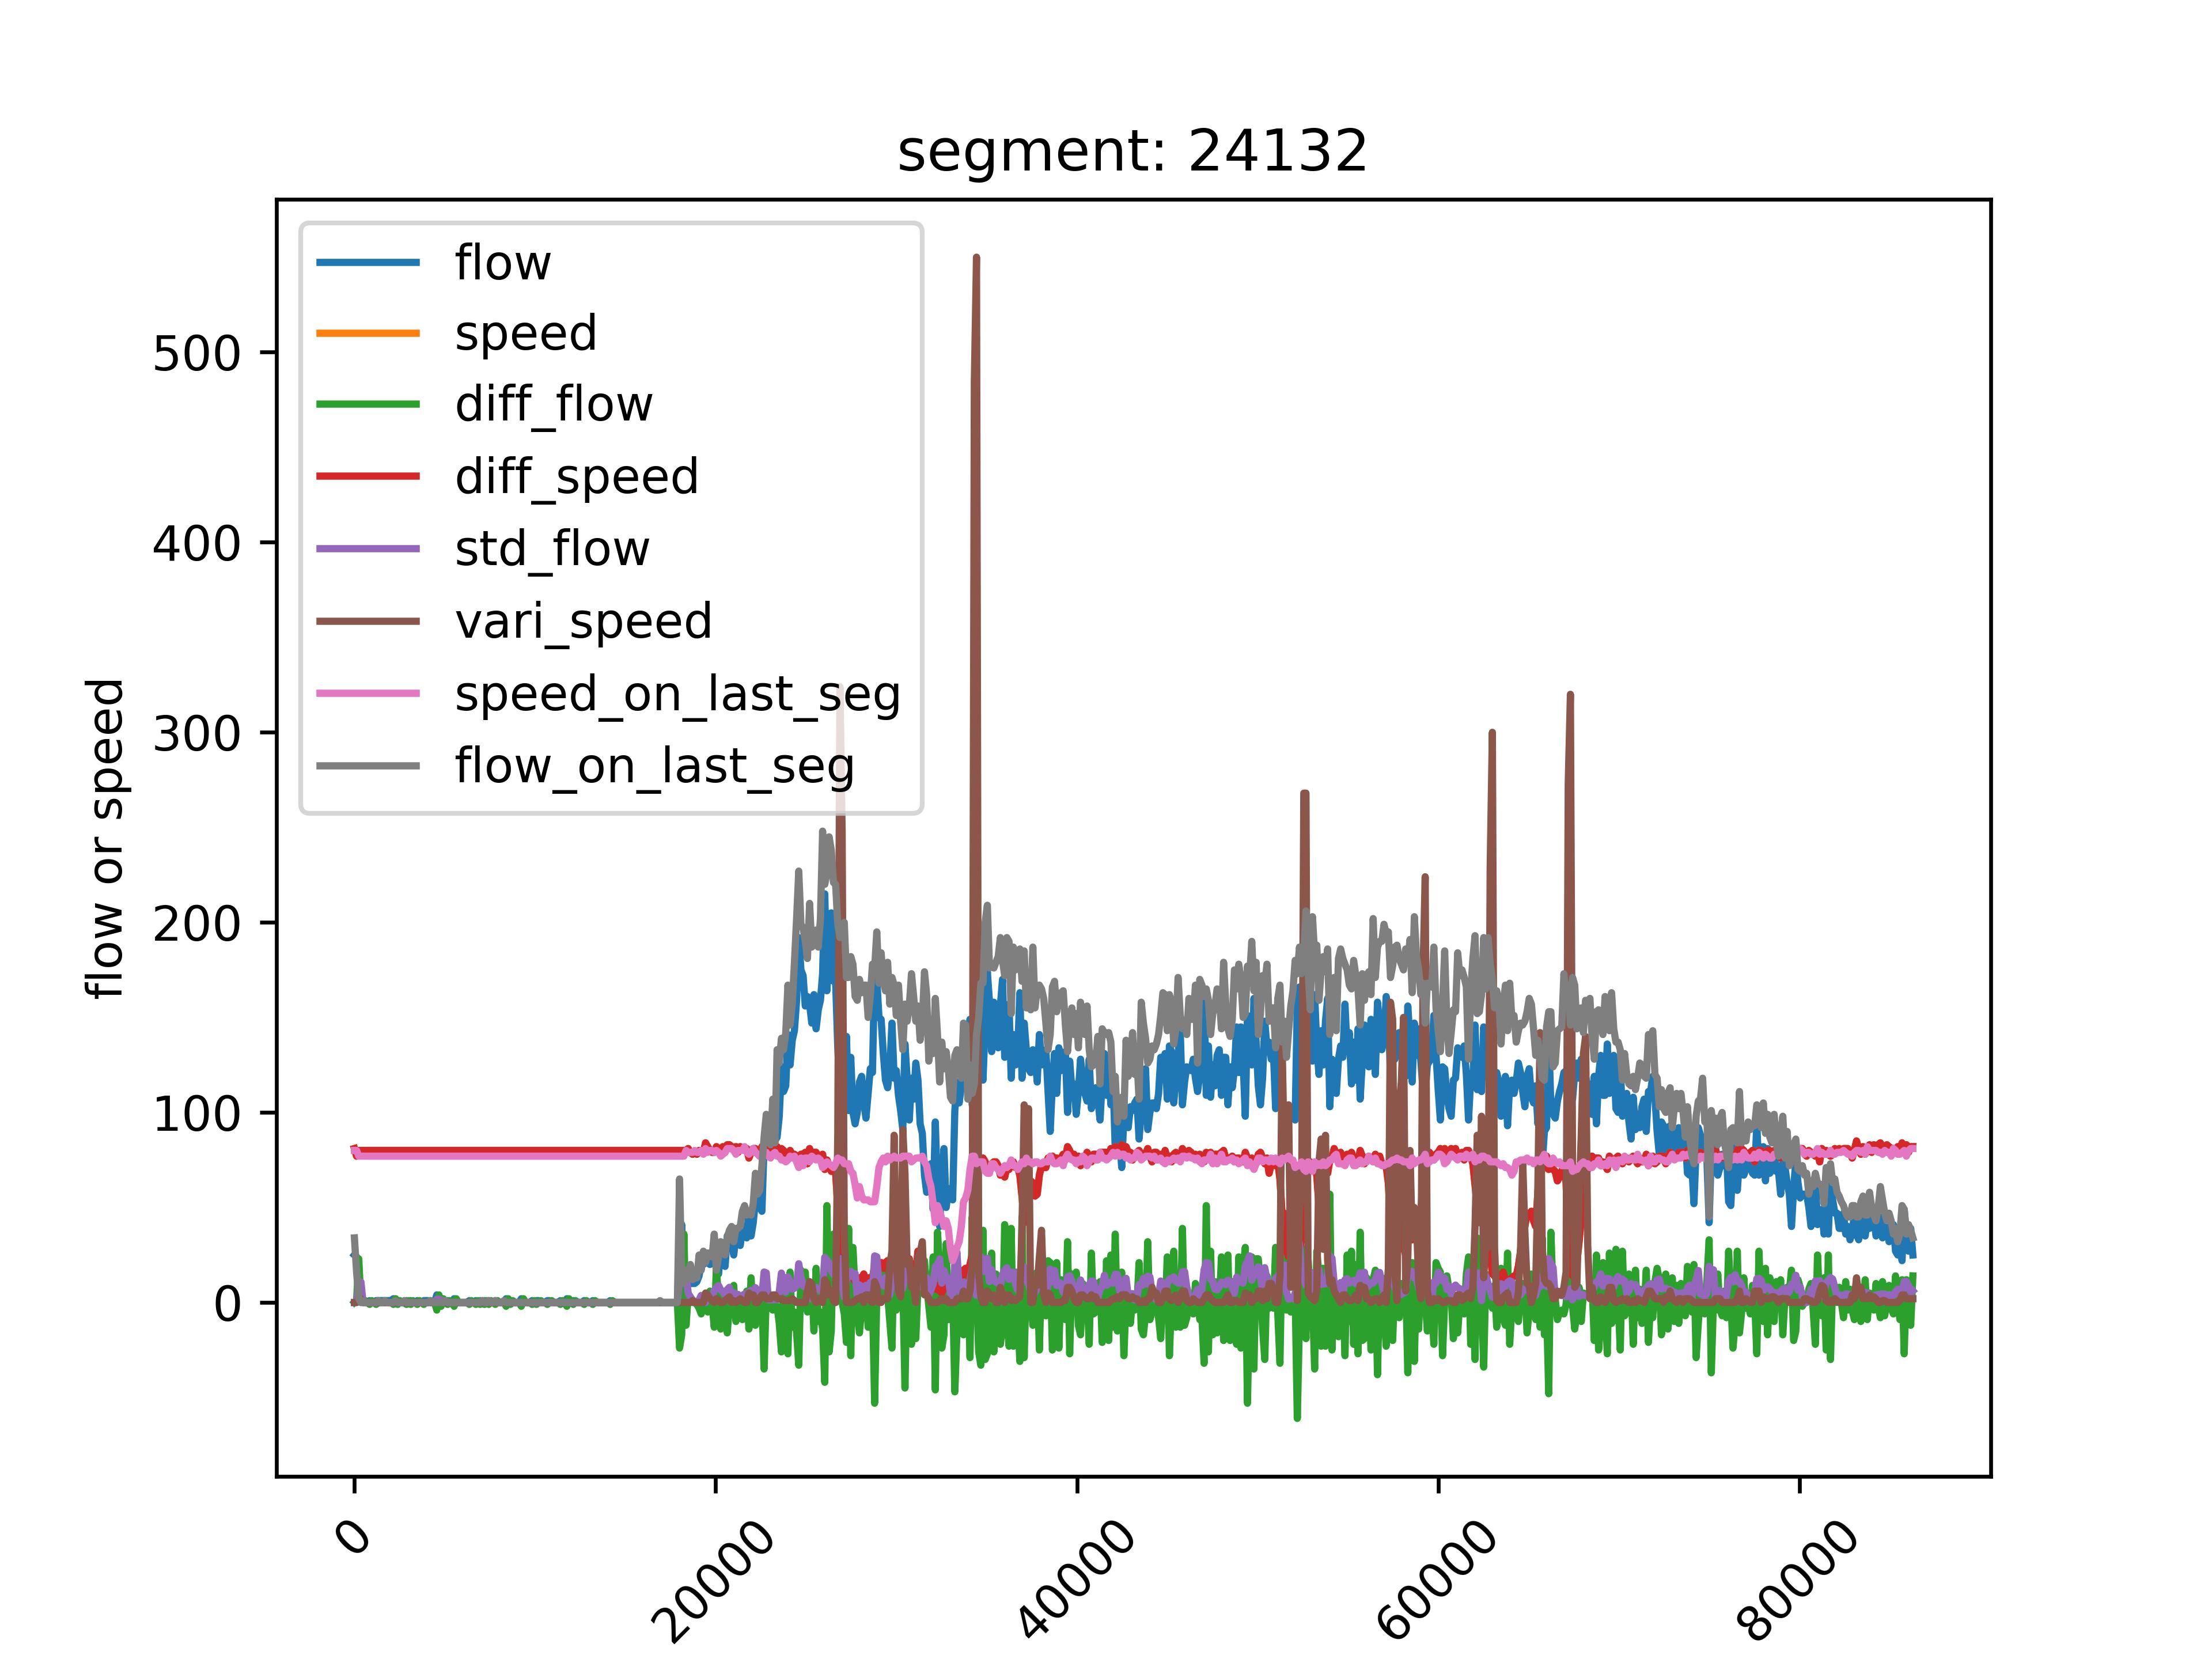 segment: 24132
flow
speed
diff_flow
diff_speed
std_flow
vari_speed
speed_on_last_seg
flow_on_last_seg
flow or speed
500
400
300
200
100
0
0
20000
40000
60000
80000